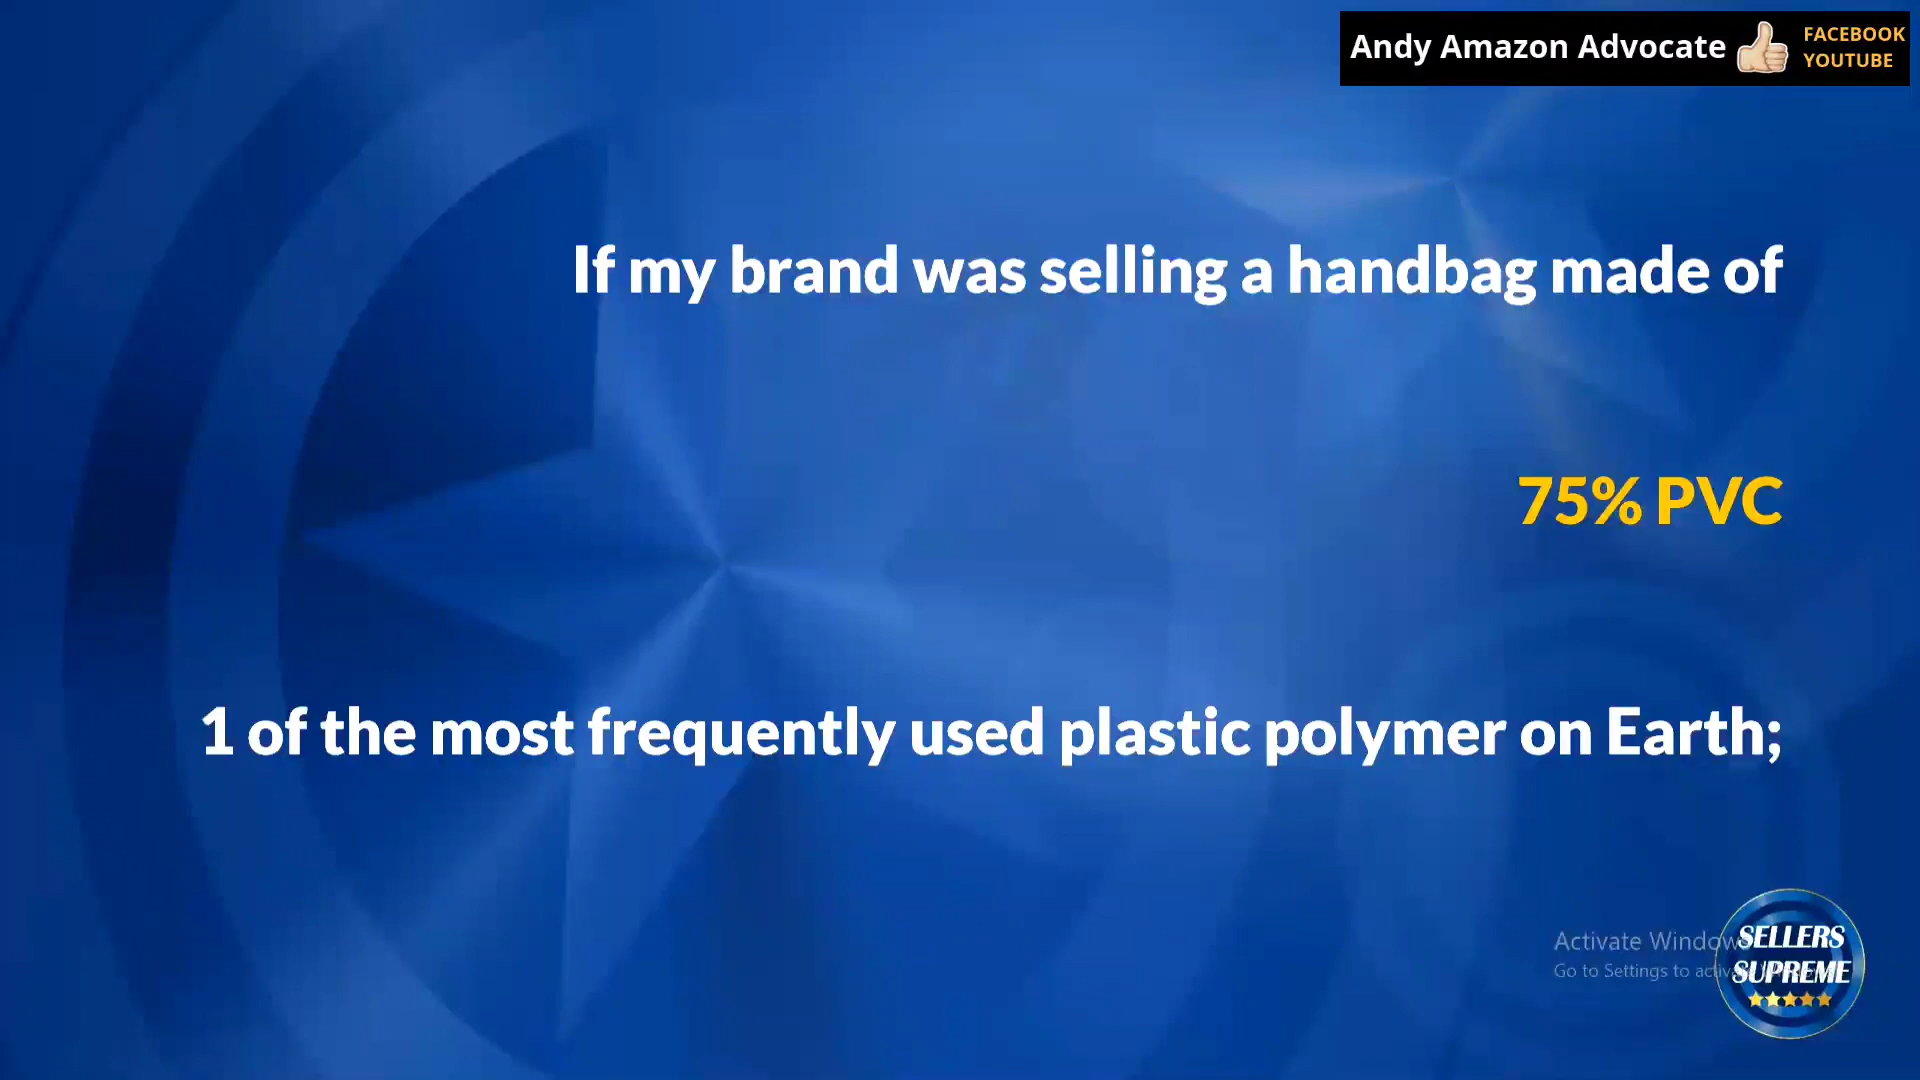 Andy Amazon Advocate
FACEBOOK
YOUTUBE
If my brand was selling a handbag made of
75% PVC
1 of the most frequently used plastic polymer on Earth;
Activate Windows
Go to Settings to activ
SELLERS
SUPREME